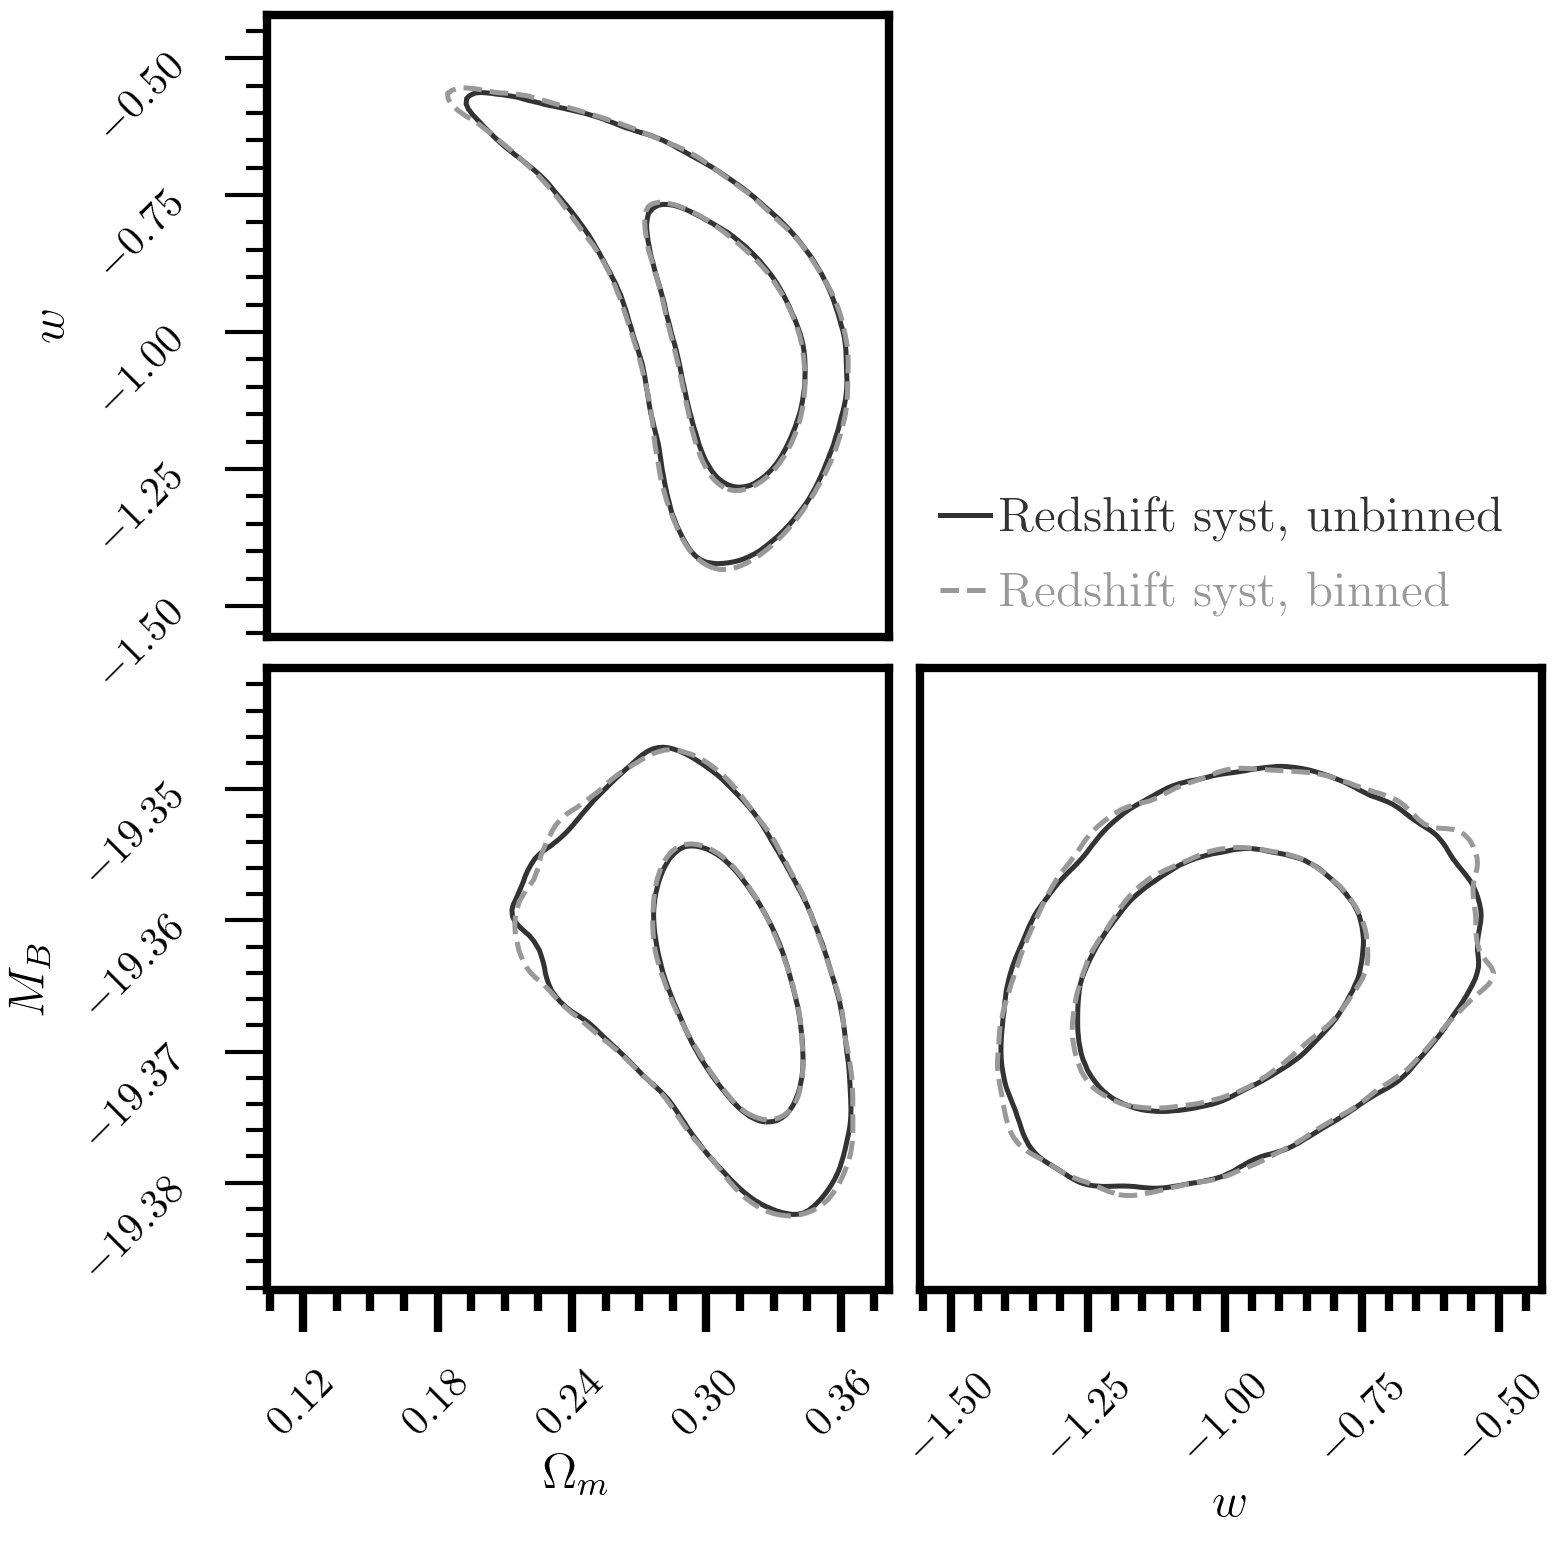 −0.50
−0.75
−1.00
−1.25
−1.50
w
Redshift syst, unbinned
Redshift syst, binned
−19.35
−19.36
−19.37
−19.38
M_B
0.12 0.18 0.24 0.30 0.36
Ω_m
−1.50 −1.25 −1.00 −0.75 −0.50
w